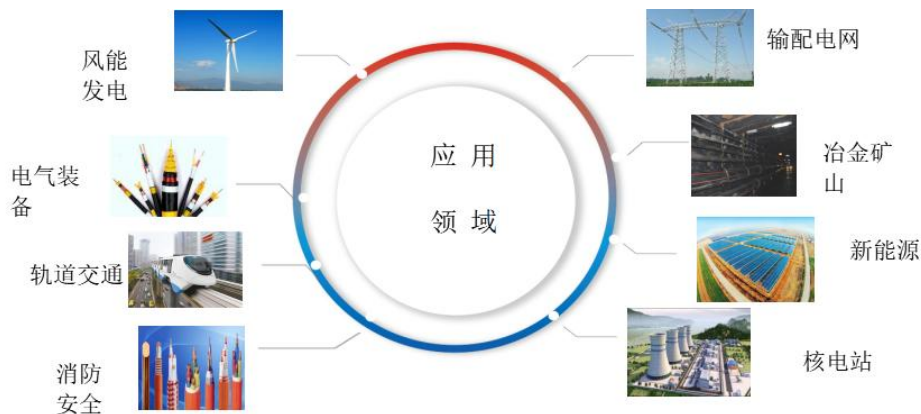 应 用
领 域
风能
发电
电气装
备
轨道交通
消防
安全
输配电网
冶金矿
山
新能源
核电站